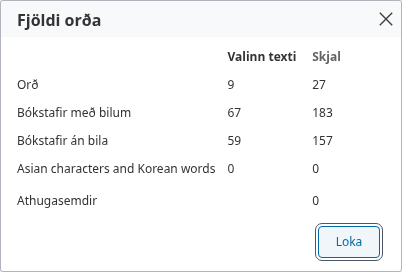 Fjöldi orða
Valinn texti Skjal
Orð 9 27
Bókstafir með bilum 67 183
Bókstafir án bila 59 157
Asian characters and Korean words 0 0
Athugasemdir 0
Loka